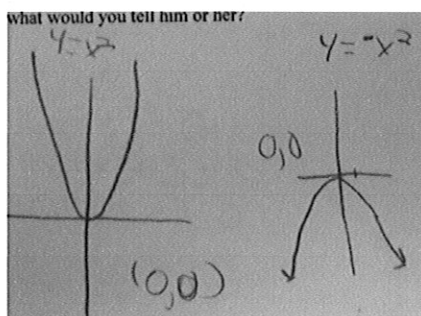 what would you tell him or her?
y=x²
y=-x²
0,0
(0,0)